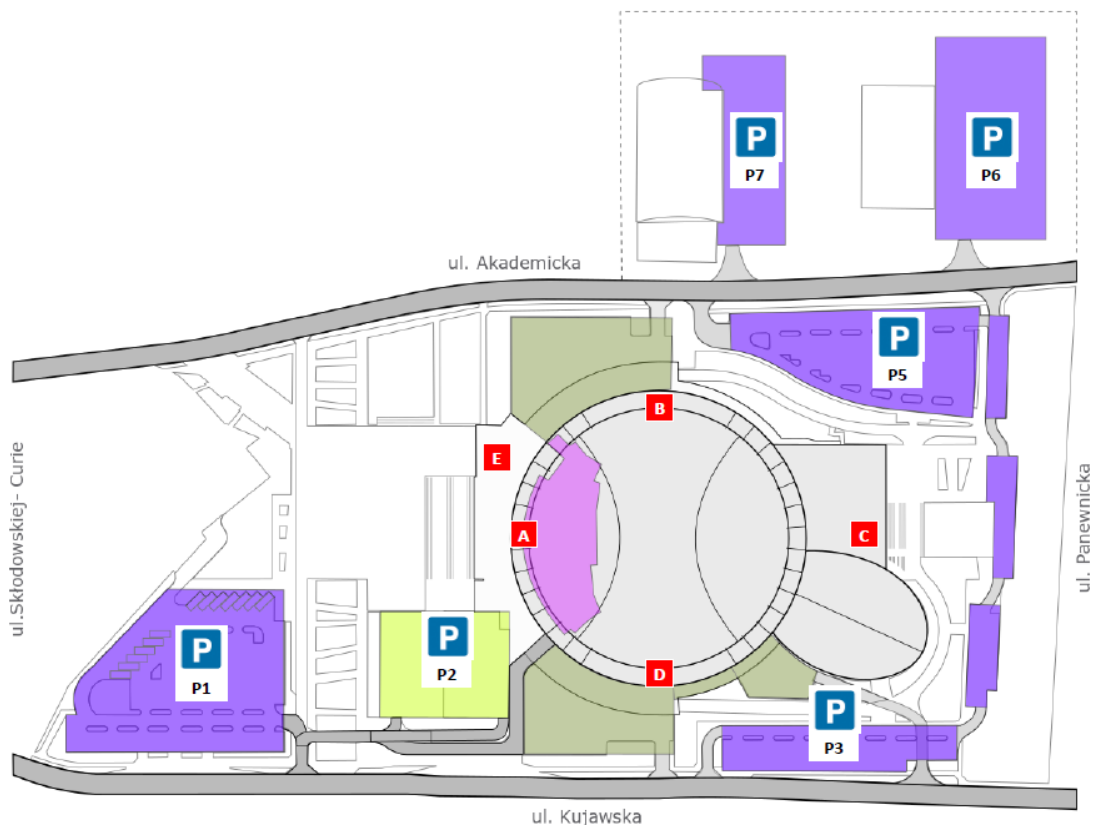 P
P7
P
P6
ul. Akademicka
P
P5
B
E
ul.Skłodowskiej- Curie
A
C
ul. Panewnicka
P
P1
P
P2
D
P
P3
ul. Kujawska